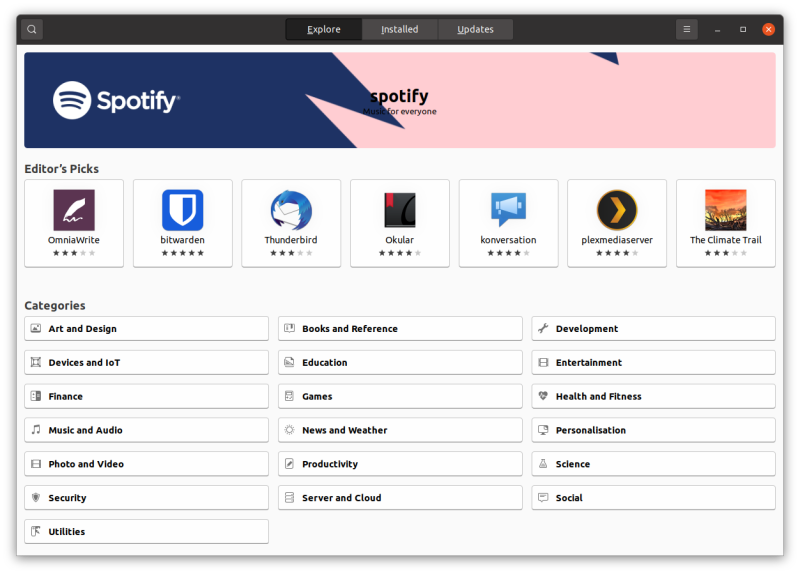 Explore Installed Updates
Spotify
spotify
Music for everyone
Editor's Picks
OmniaWrite bitwarden Thunderbird Okular konversation plexmediaserver The Climate Trail
Categories
Art and Design Books and Reference Development
Devices and IoT Education Entertainment
Finance Games Health and Fitness
Music and Audio News and Weather Personalisation
Photo and Video Productivity Science
Security Server and Cloud Social
Utilities